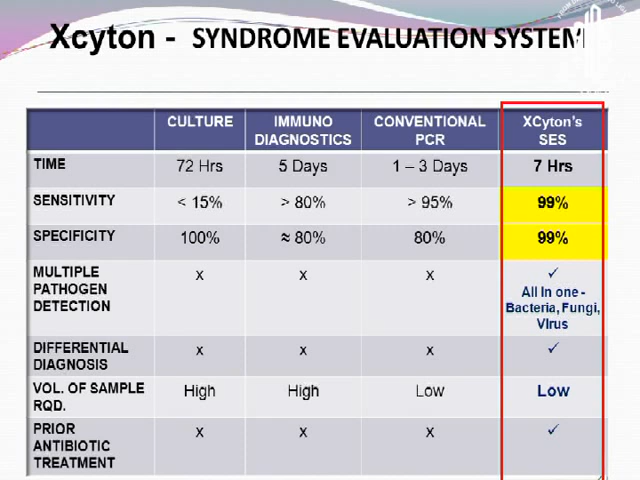 Xcyton - SYNDROME EVALUATION SYSTEM
CULTURE
IMMUNO
DIAGNOSTICS
CONVENTIONAL
PCR
XCyton's
SES
TIME
72 Hrs
5 Days
1 – 3 Days
7 Hrs
SENSITIVITY
< 15%
> 80%
> 95%
99%
SPECIFICITY
100%
≈ 80%
80%
99%
MULTIPLE
PATHOGEN
DETECTION
x
x
x
✓
All in one -
Bacteria, Fungi,
Virus
DIFFERENTIAL
DIAGNOSIS
x
x
x
✓
VOL. OF SAMPLE
RQD.
High
High
Low
Low
PRIOR
ANTIBIOTIC
TREATMENT
x
x
x
✓